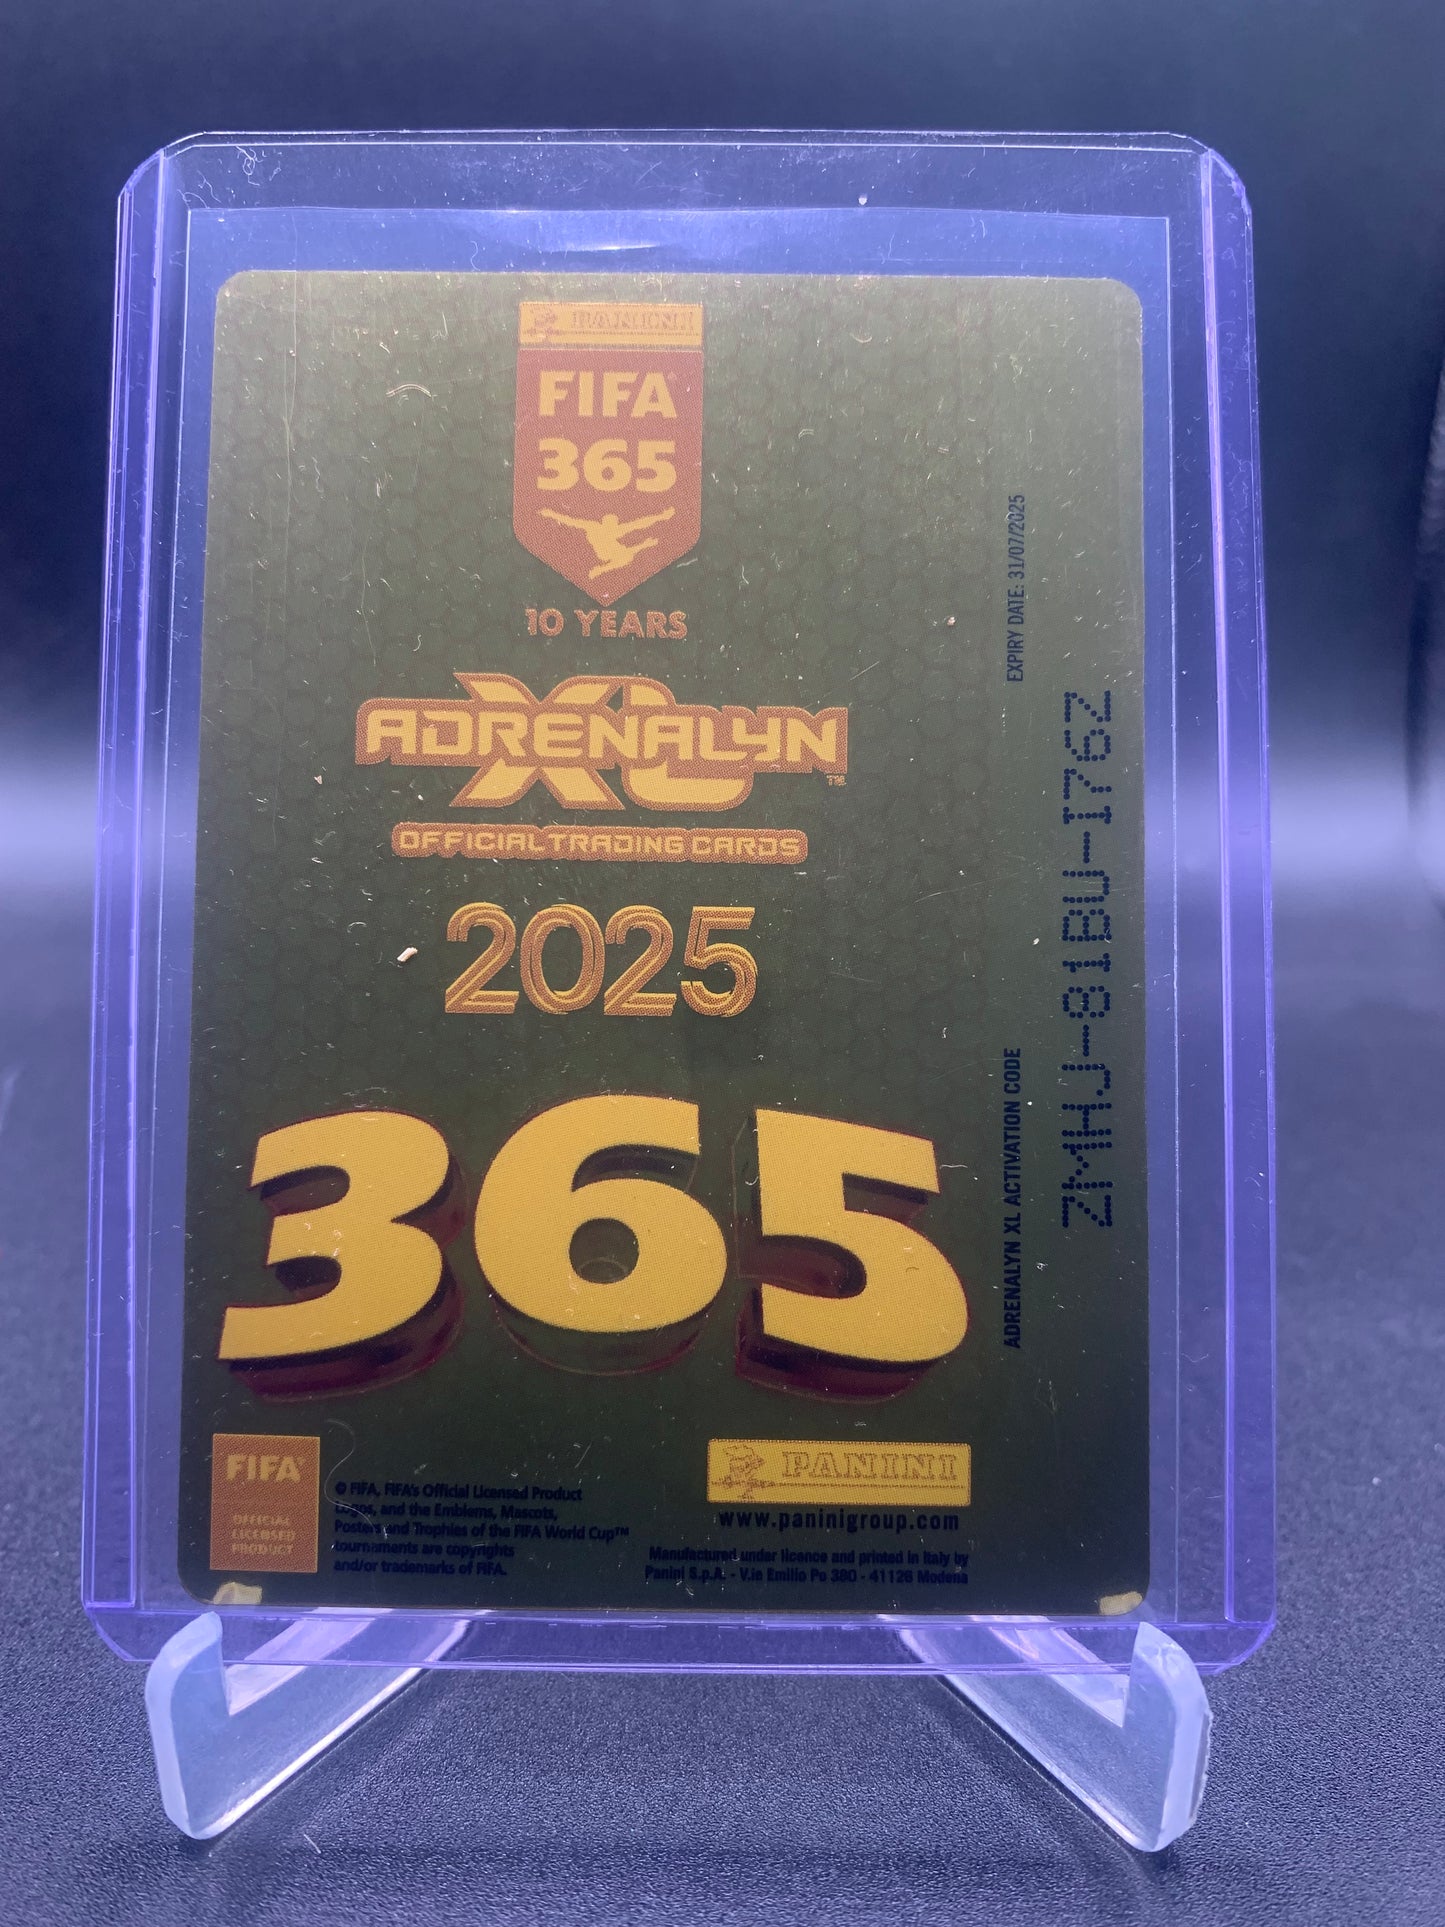 PANINI
FIFA
365
10 YEARS
ADRENALYN
XL™
OFFICIAL TRADING CARDS
2025
365
EXPIRY DATE: 31/07/2025
ADRENALYN XL ACTIVATION CODE
ZMHJ-81BU-I76Z
FIFA®
OFFICIAL
LICENSED
PRODUCT
© FIFA, FIFA's Official Licensed Product
Logos, and the Emblems, Mascots,
Posters and Trophies of the FIFA World Cup™
tournaments are copyrights
and/or trademarks of FIFA.
PANINI
www.paninigroup.com
Manufactured under licence and printed in Italy by
Panini S.p.A. - V.le Emilio Po 380 - 41126 Modena